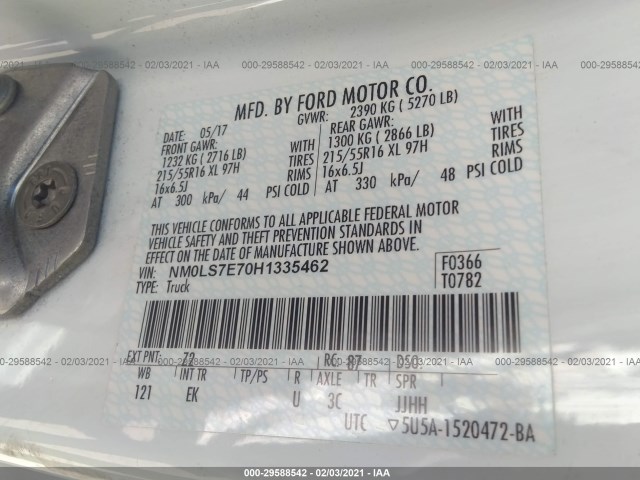 000-29588542 - 02/03/2021 - IAA
MFD. BY FORD MOTOR CO.
GVWR: 2390 KG ( 5270 LB)
DATE: 05/17
FRONT GAWR: WITH
1232 KG ( 2716 LB) TIRES
215/55R16 XL 97H RIMS
16x6.5J
AT 300 kPa/ 44 PSI COLD
REAR GAWR: WITH
1300 KG ( 2866 LB) TIRES
215/55R16 XL 97H RIMS
16x6.5J
AT 330 kPa/ 48 PSI COLD
THIS VEHICLE CONFORMS TO ALL APPLICABLE FEDERAL MOTOR
VEHICLE SAFETY AND THEFT PREVENTION STANDARDS IN
EFFECT ON THE DATE OF MANUFACTURE SHOWN ABOVE.
VIN: NM0LS7E70H1335462
TYPE: Truck
F0366
T0782
EXT PNT: Z2 RC: 87 DSO:
WB INT TR TP/PS R AXLE TR SPR
121 EK U 3C JJHH
UTC ▽5U5A-1520472-BA
000-29588542 - 02/03/2021 - IAA